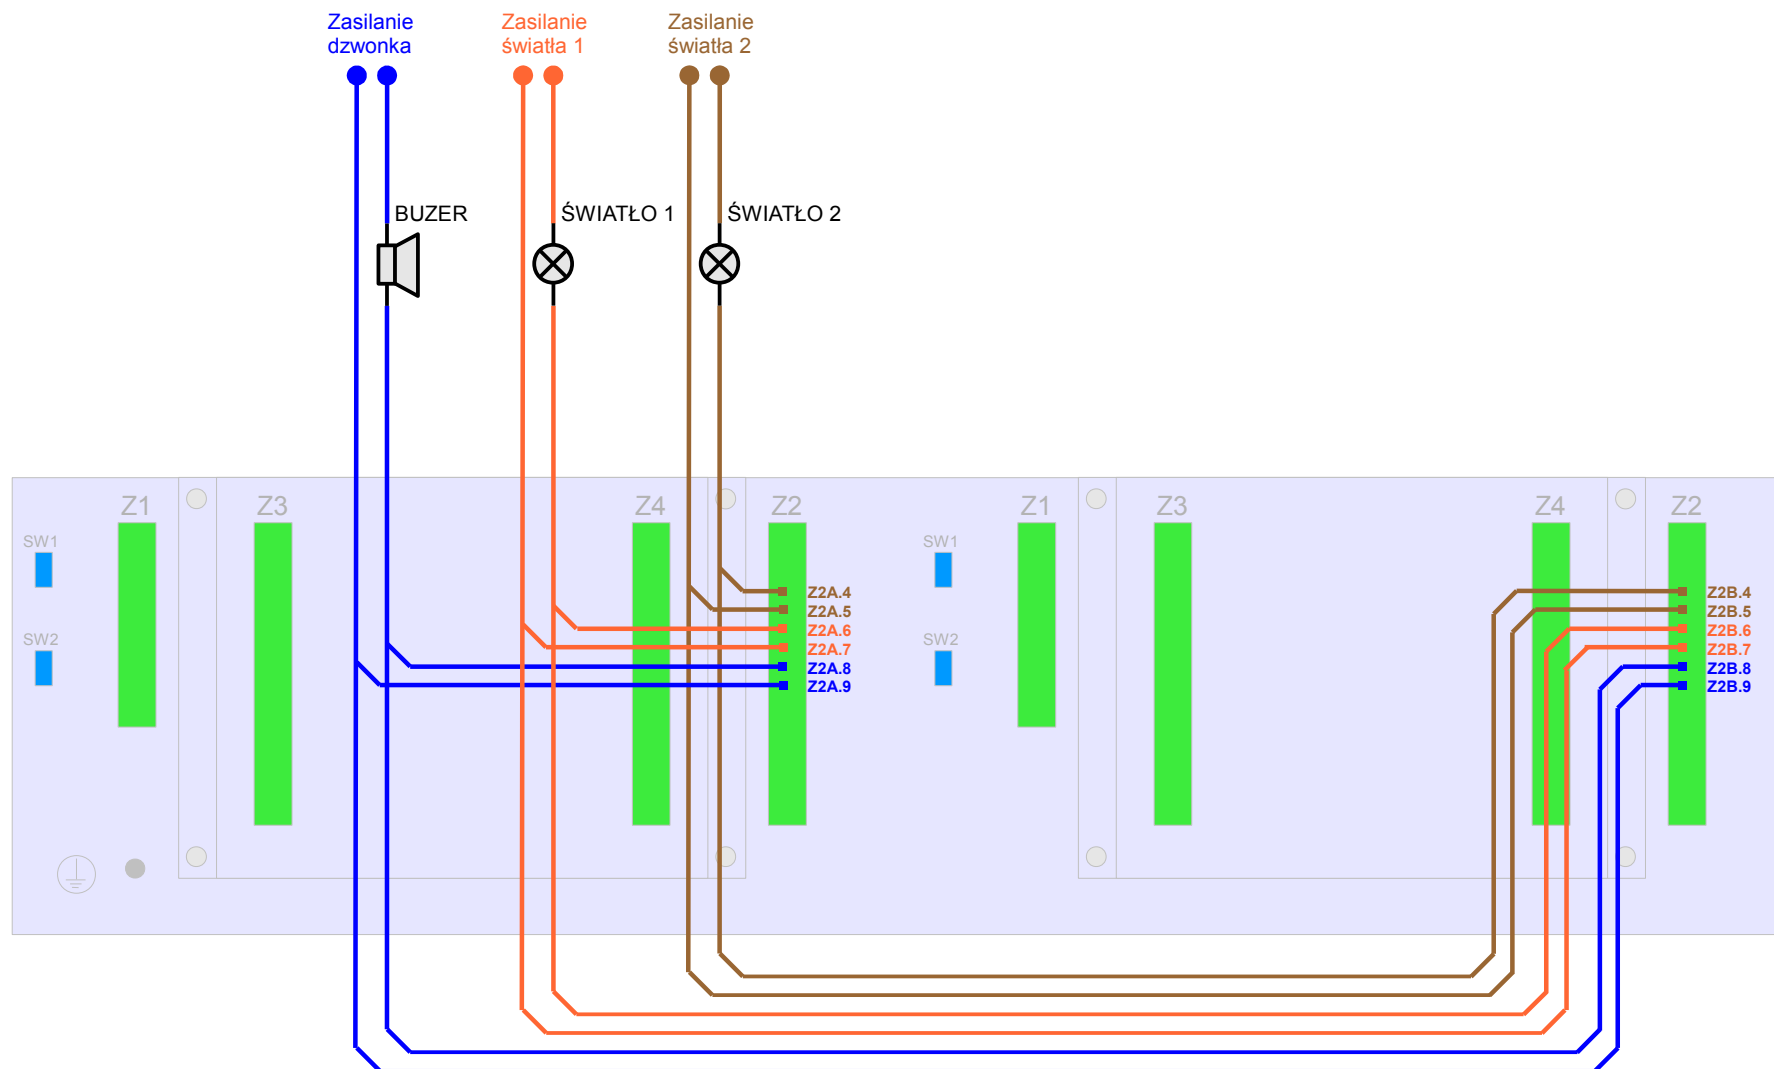 Zasilanie
dzwonka
Zasilanie
światła 1
Zasilanie
światła 2
BUZER
ŚWIATŁO 1
ŚWIATŁO 2
Z1
Z3
Z4
Z2
Z1
Z3
Z4
Z2
SW1
SW1
Z2A.4
Z2A.5
Z2A.6
Z2A.7
Z2A.8
Z2A.9
Z2B.4
Z2B.5
Z2B.6
Z2B.7
Z2B.8
Z2B.9
SW2
SW2